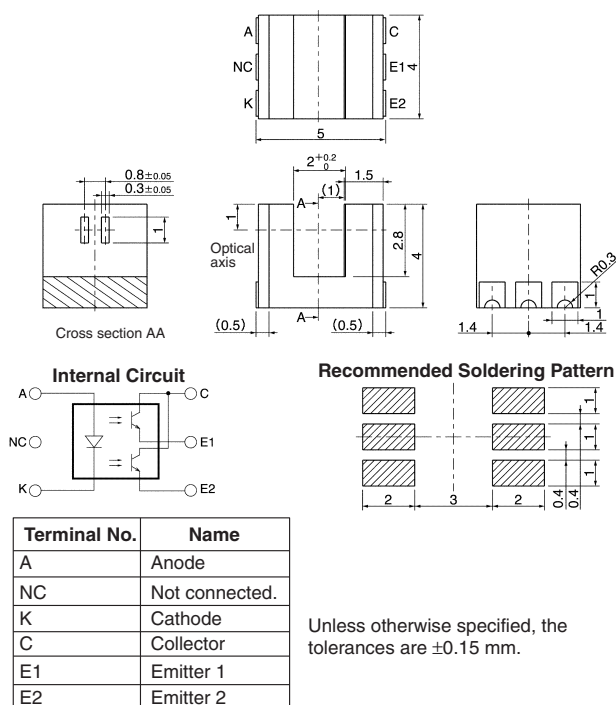 A
C
NC
E1
4
K
E2
5
0.8±0.05
0.3±0.05
1
Cross section AA
2 +0.2 0
1.5
A
(1)
1
Optical axis
2.8
4
A
(0.5)
(0.5)
R0.3
1
1
1.4
1.4
Internal Circuit
A
C
NC
E1
K
E2
Recommended Soldering Pattern
1
1
1
2
3
2
0.4
0.4
Terminal No. Name
A Anode
NC Not connected.
K Cathode
C Collector
E1 Emitter 1
E2 Emitter 2
Unless otherwise specified, the
tolerances are ±0.15 mm.